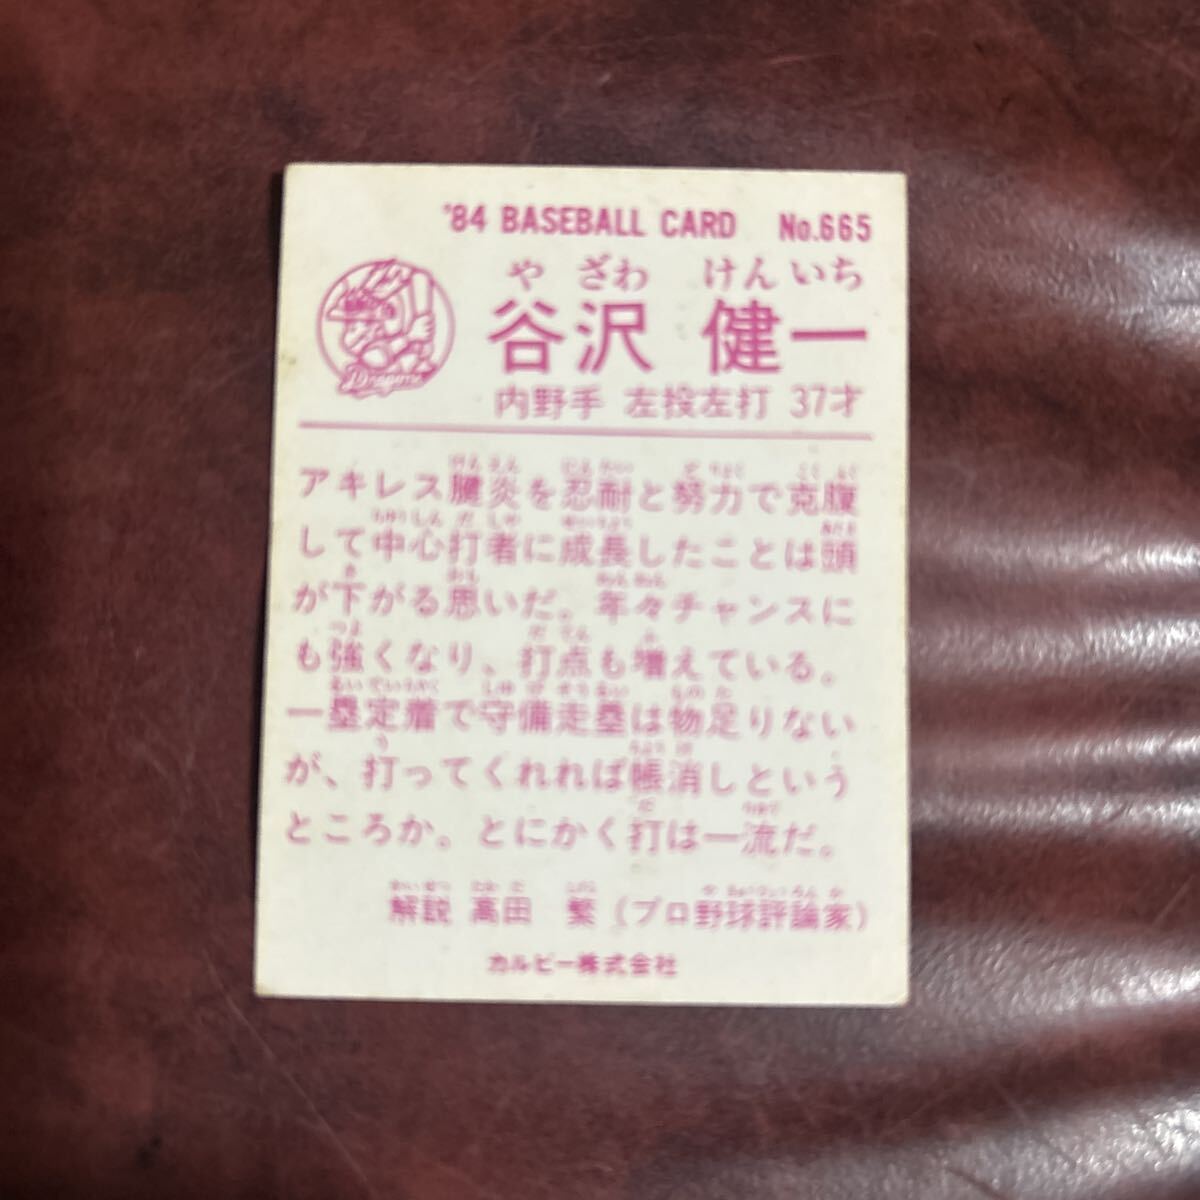 '84 BASEBALL CARD No.665
や ざわ けん いち
谷沢 健一
Dragons
内野手 左投左打 37才
アキレス腱炎を忍耐と努力で克服
して中心打者に成長したことは頭
が下がる思いだ。年々チャンスに
も強くなり、打点も増えている。
一塁定着で守備走塁は物足りない
が、打ってくれれば帳消しという
ところか。とにかく打は一流だ。
解説 高田 繁 (プロ野球評論家)
カルビー株式会社